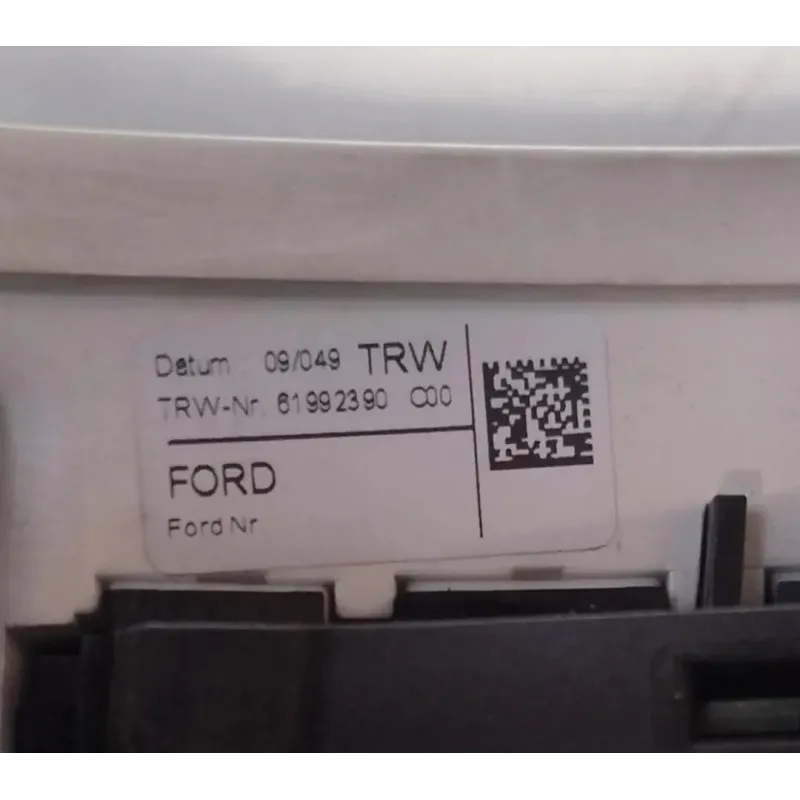 Datum : 09/049 TRW
TRW-Nr. 61992390 C00
FORD
Ford Nr